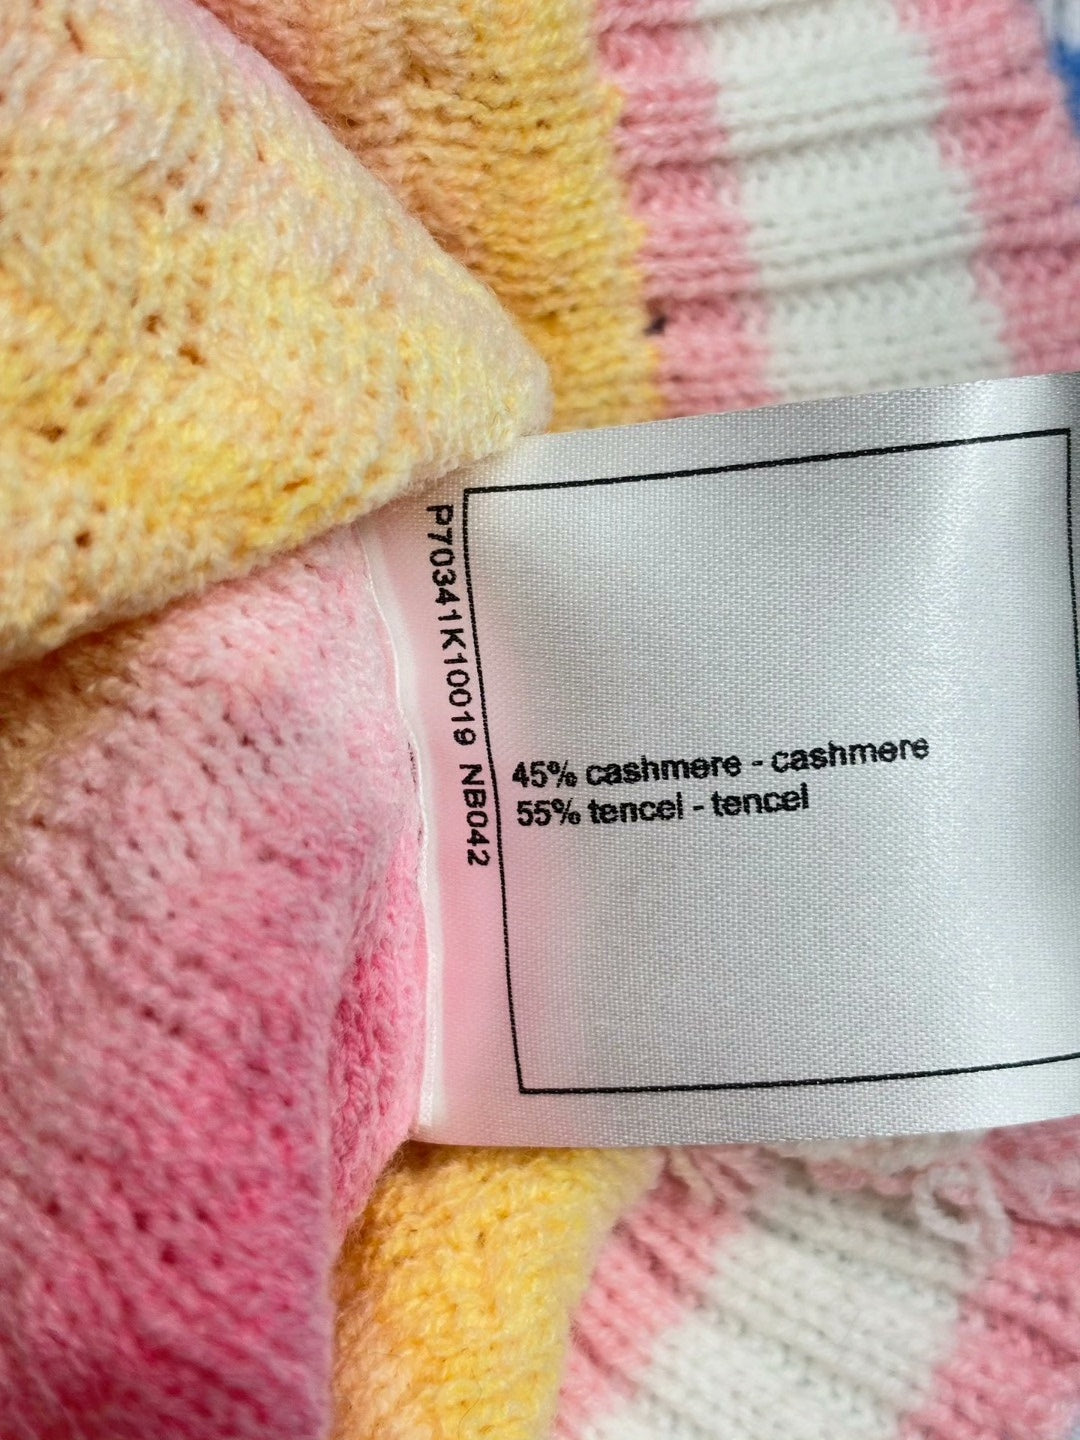 P70341K10019 NB042
45% cashmere - cashmere
55% tencel - tencel